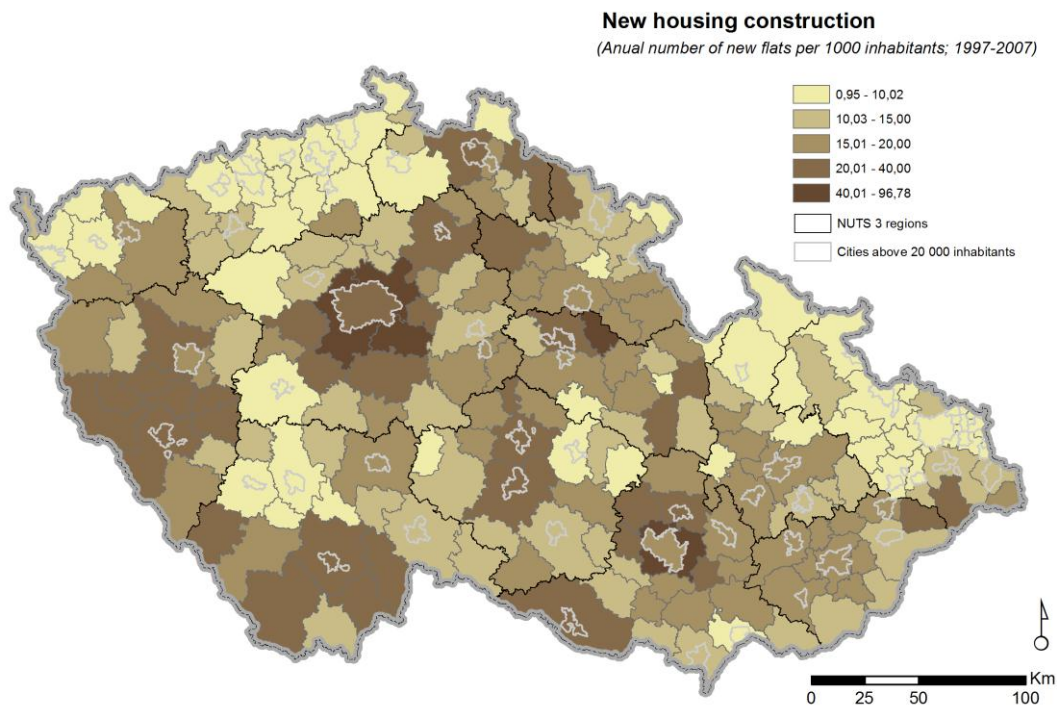 New housing construction
(Anual number of new flats per 1000 inhabitants; 1997-2007)
0,95 - 10,02
10,03 - 15,00
15,01 - 20,00
20,01 - 40,00
40,01 - 96,78
NUTS 3 regions
Cities above 20 000 inhabitants
Km
0 25 50 100